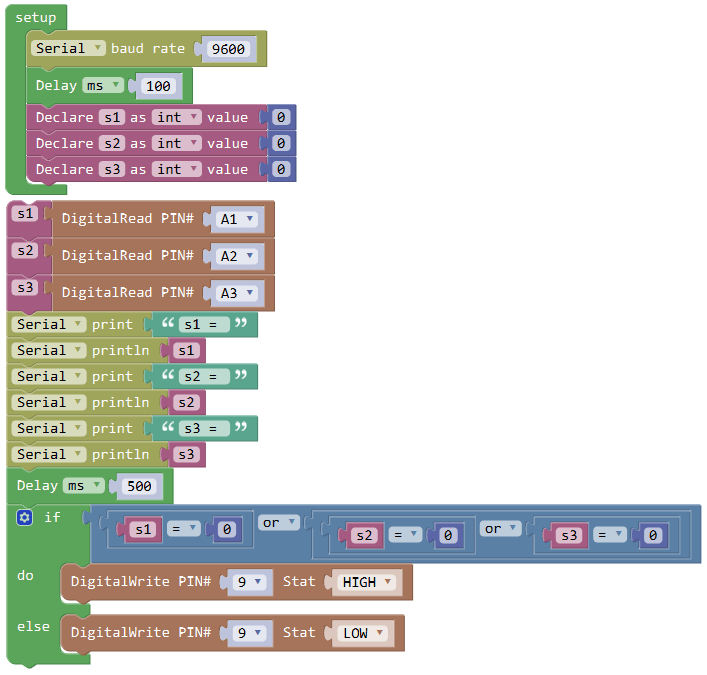 setup
Serial baud rate 9600
Delay ms 100
Declare s1 as int value 0
Declare s2 as int value 0
Declare s3 as int value 0
s1 DigitalRead PIN# A1
s2 DigitalRead PIN# A2
s3 DigitalRead PIN# A3
Serial print “ s1 = ”
Serial println s1
Serial print “ s2 = ”
Serial println s2
Serial print “ s3 = ”
Serial println s3
Delay ms 500
if s1 = 0 or s2 = 0 or s3 = 0
do DigitalWrite PIN# 9 Stat HIGH
else DigitalWrite PIN# 9 Stat LOW